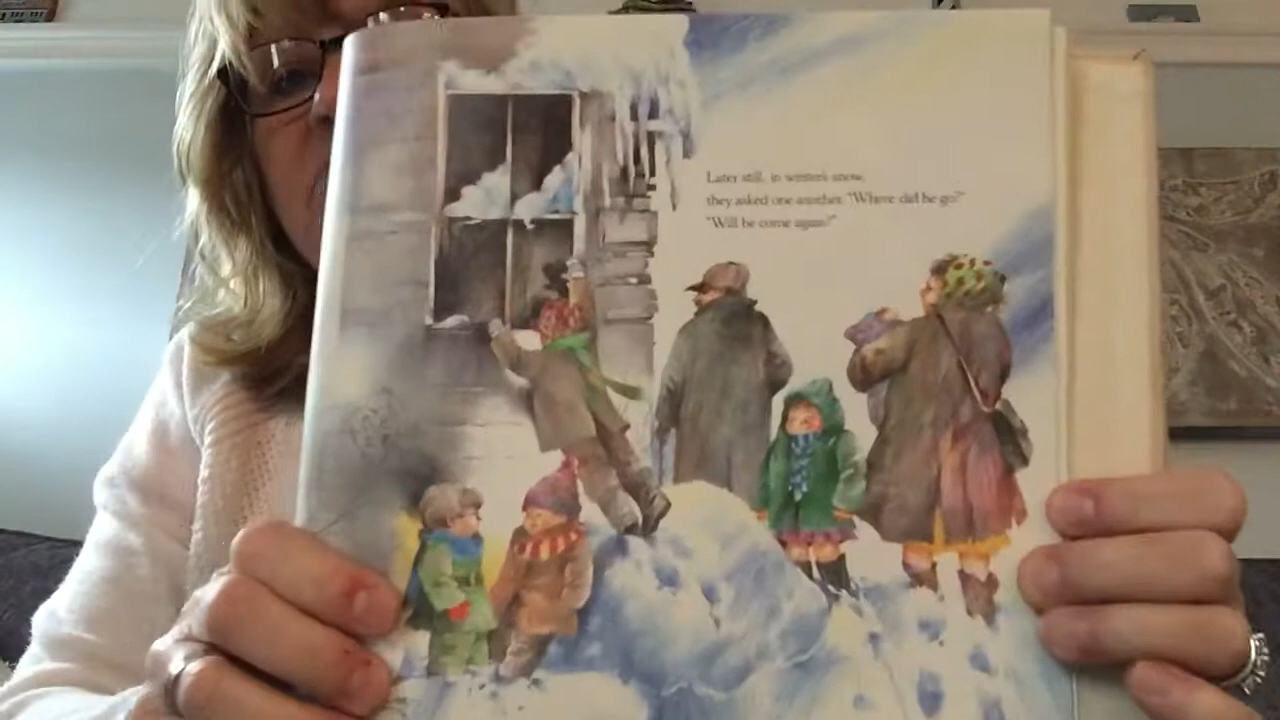 Later still, in winter's snow,
they asked one another. "Where did he go?"
"Will he come again?"